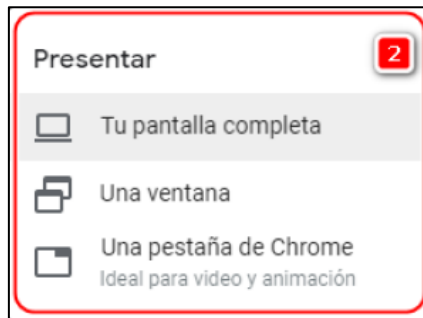 Presentar
2
Tu pantalla completa
Una ventana
Una pestaña de Chrome
Ideal para video y animación